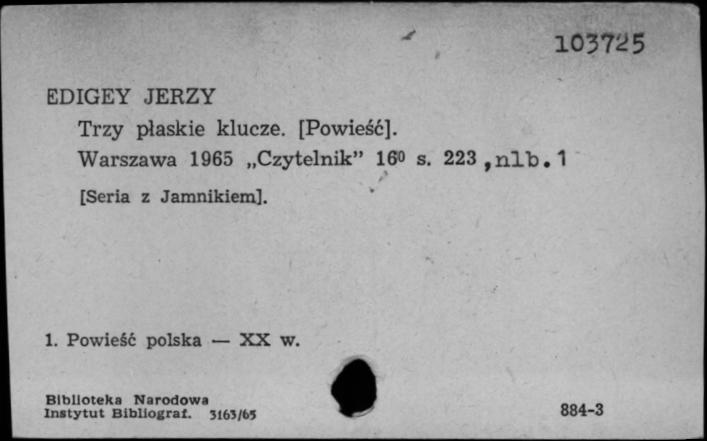 103725
EDIGEY JERZY
Trzy płaskie klucze. [Powieść].
Warszawa 1965 „Czytelnik” 16⁰ s. 223,nlb.1
[Seria z Jamnikiem].
1. Powieść polska — XX w.
Biblioteka Narodowa
Instytut Bibliograf. 3163/65
884-3